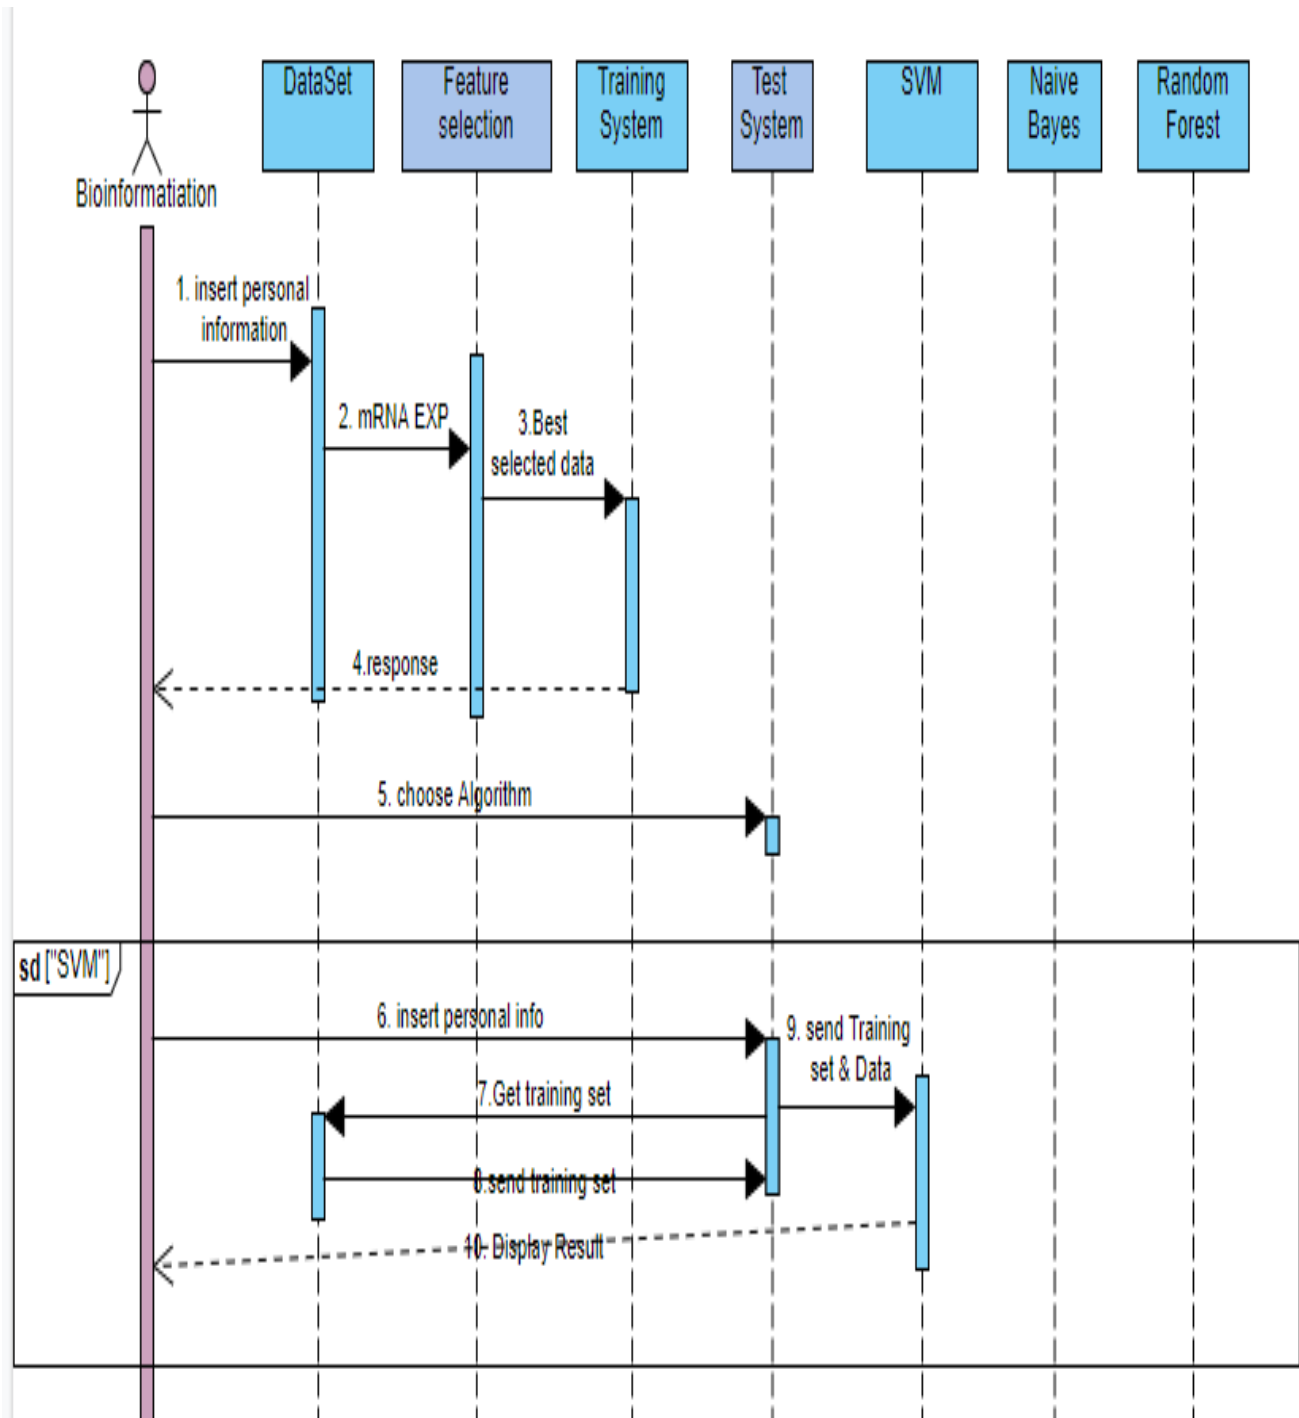 DataSet
Feature
selection
Training
System
Test
System
SVM
Naive
Bayes
Random
Forest
Bioinformatiation
1. insert personal
information
2. mRNA EXP
3.Best
selected data
4.response
5. choose Algorithm
sd ["SVM"]
6. insert personal info
9. send Training
set & Data
7.Get training set
8.send training set
10. Display Result